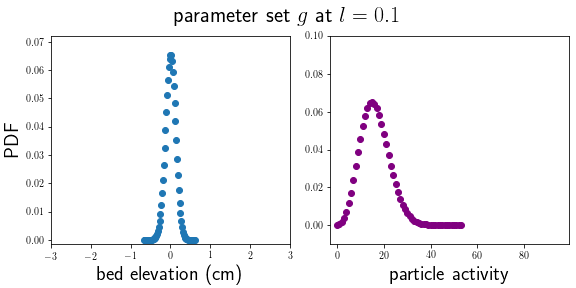 parameter set g at l = 0.1
PDF
0.07
0.06
0.05
0.04
0.03
0.02
0.01
0.00
−3 −2 −1 0 1 2 3
bed elevation (cm)
0.10
0.08
0.06
0.04
0.02
0.00
0 20 40 60 80
particle activity